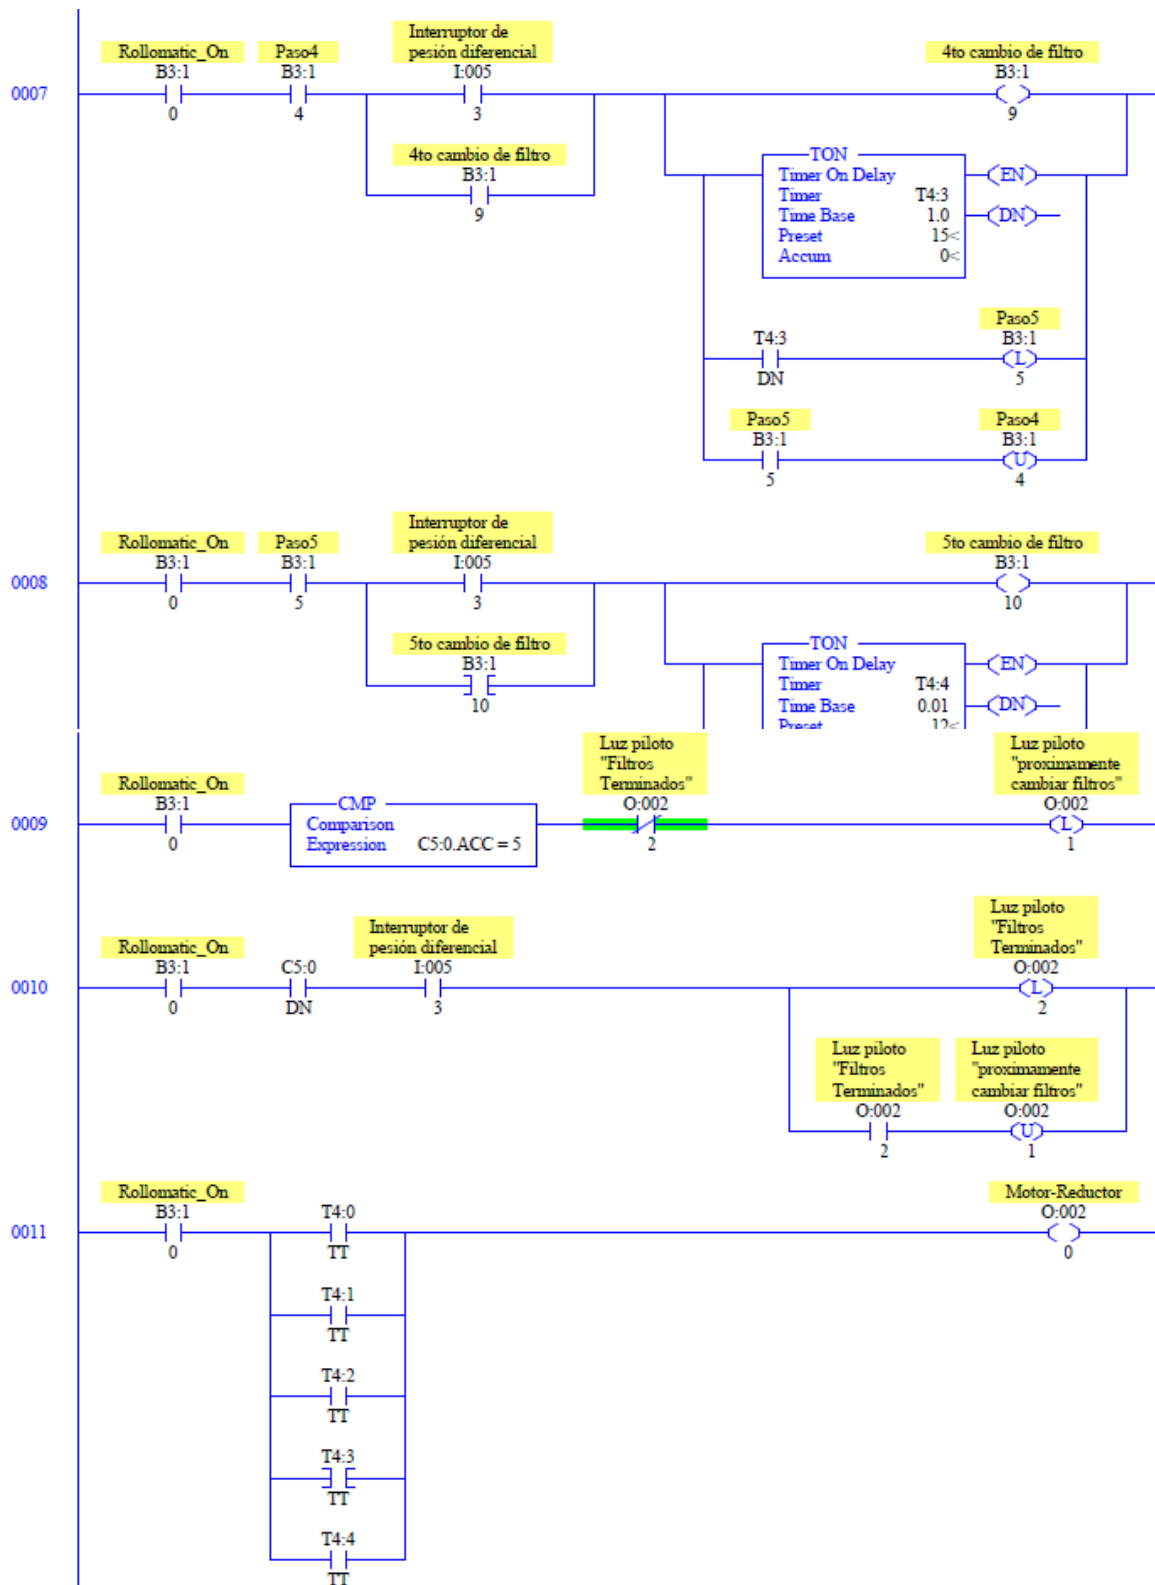 Rollomatic_On
B3:1
0
Paso4
B3:1
4
Interruptor de
pesión diferencial
I:005
3
4to cambio de filtro
B3:1
9
0007
4to cambio de filtro
B3:1
9
TON
Timer On Delay
Timer T4:3
Time Base 1.0
Preset 15<
Accum 0<
EN
DN
T4:3
DN
Paso5
B3:1
L
5
Paso5
B3:1
5
Paso4
B3:1
U
4
0008
Rollomatic_On
B3:1
0
Paso5
B3:1
5
Interruptor de
pesión diferencial
I:005
3
5to cambio de filtro
B3:1
10
5to cambio de filtro
B3:1
10
TON
Timer On Delay
Timer T4:4
Time Base 0.01
Preset 12<
EN
DN
0009
Rollomatic_On
B3:1
0
CMP
Comparison
Expression C5:0.ACC = 5
Luz piloto
"Filtros
Terminados"
O:002
2
Luz piloto
"proximamente
cambiar filtros"
O:002
L
1
0010
Rollomatic_On
B3:1
0
C5:0
DN
Interruptor de
pesión diferencial
I:005
3
Luz piloto
"Filtros
Terminados"
O:002
L
2
Luz piloto
"Filtros
Terminados"
O:002
2
Luz piloto
"proximamente
cambiar filtros"
O:002
U
1
0011
Rollomatic_On
B3:1
0
T4:0
TT
T4:1
TT
T4:2
TT
T4:3
TT
T4:4
TT
Motor-Reductor
O:002
0